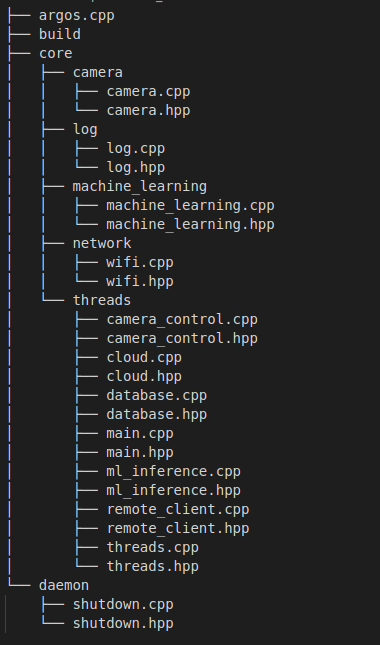 ├── argos.cpp
├── build
├── core
│   ├── camera
│   │   ├── camera.cpp
│   │   └── camera.hpp
│   ├── log
│   │   ├── log.cpp
│   │   └── log.hpp
│   ├── machine_learning
│   │   ├── machine_learning.cpp
│   │   └── machine_learning.hpp
│   ├── network
│   │   ├── wifi.cpp
│   │   └── wifi.hpp
│   └── threads
│       ├── camera_control.cpp
│       ├── camera_control.hpp
│       ├── cloud.cpp
│       ├── cloud.hpp
│       ├── database.cpp
│       ├── database.hpp
│       ├── main.cpp
│       ├── main.hpp
│       ├── ml_inference.cpp
│       ├── ml_inference.hpp
│       ├── remote_client.cpp
│       ├── remote_client.hpp
│       ├── threads.cpp
│       └── threads.hpp
└── daemon
    ├── shutdown.cpp
    └── shutdown.hpp